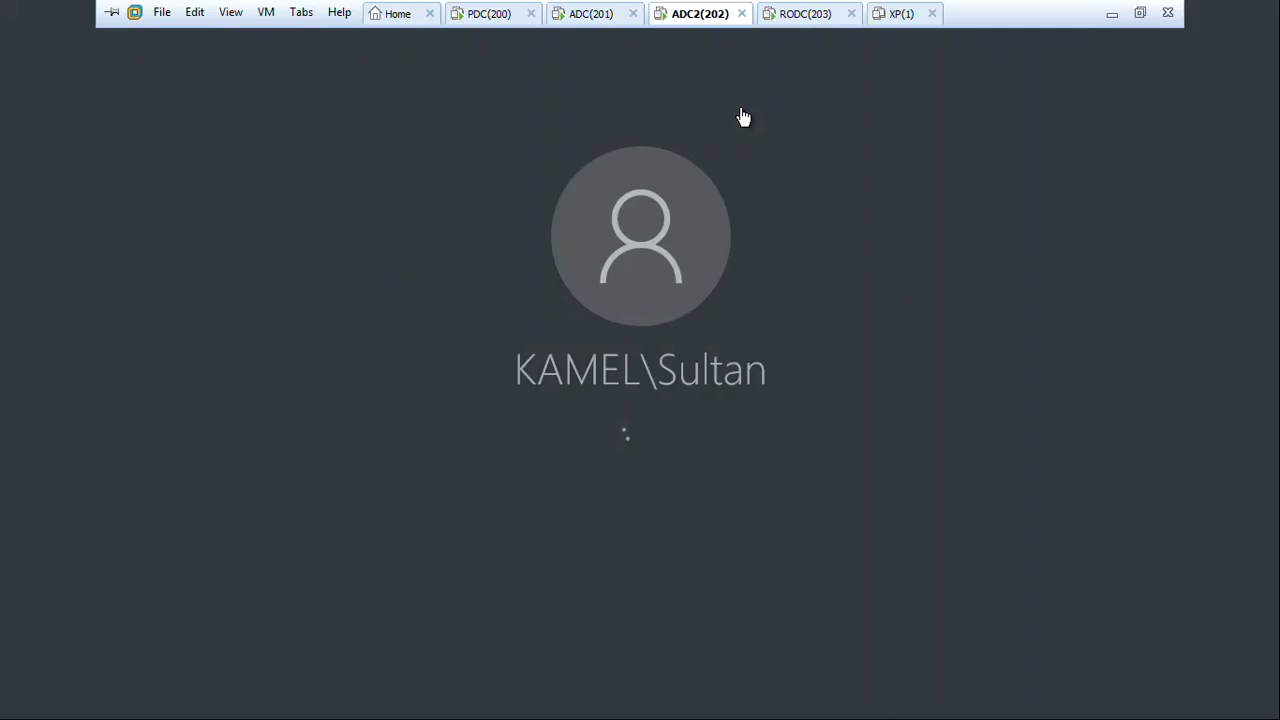 File Edit View VM Tabs Help Home PDC(200) ADC(201) ADC2(202) RODC(203) XP(1)
KAMEL\Sultan